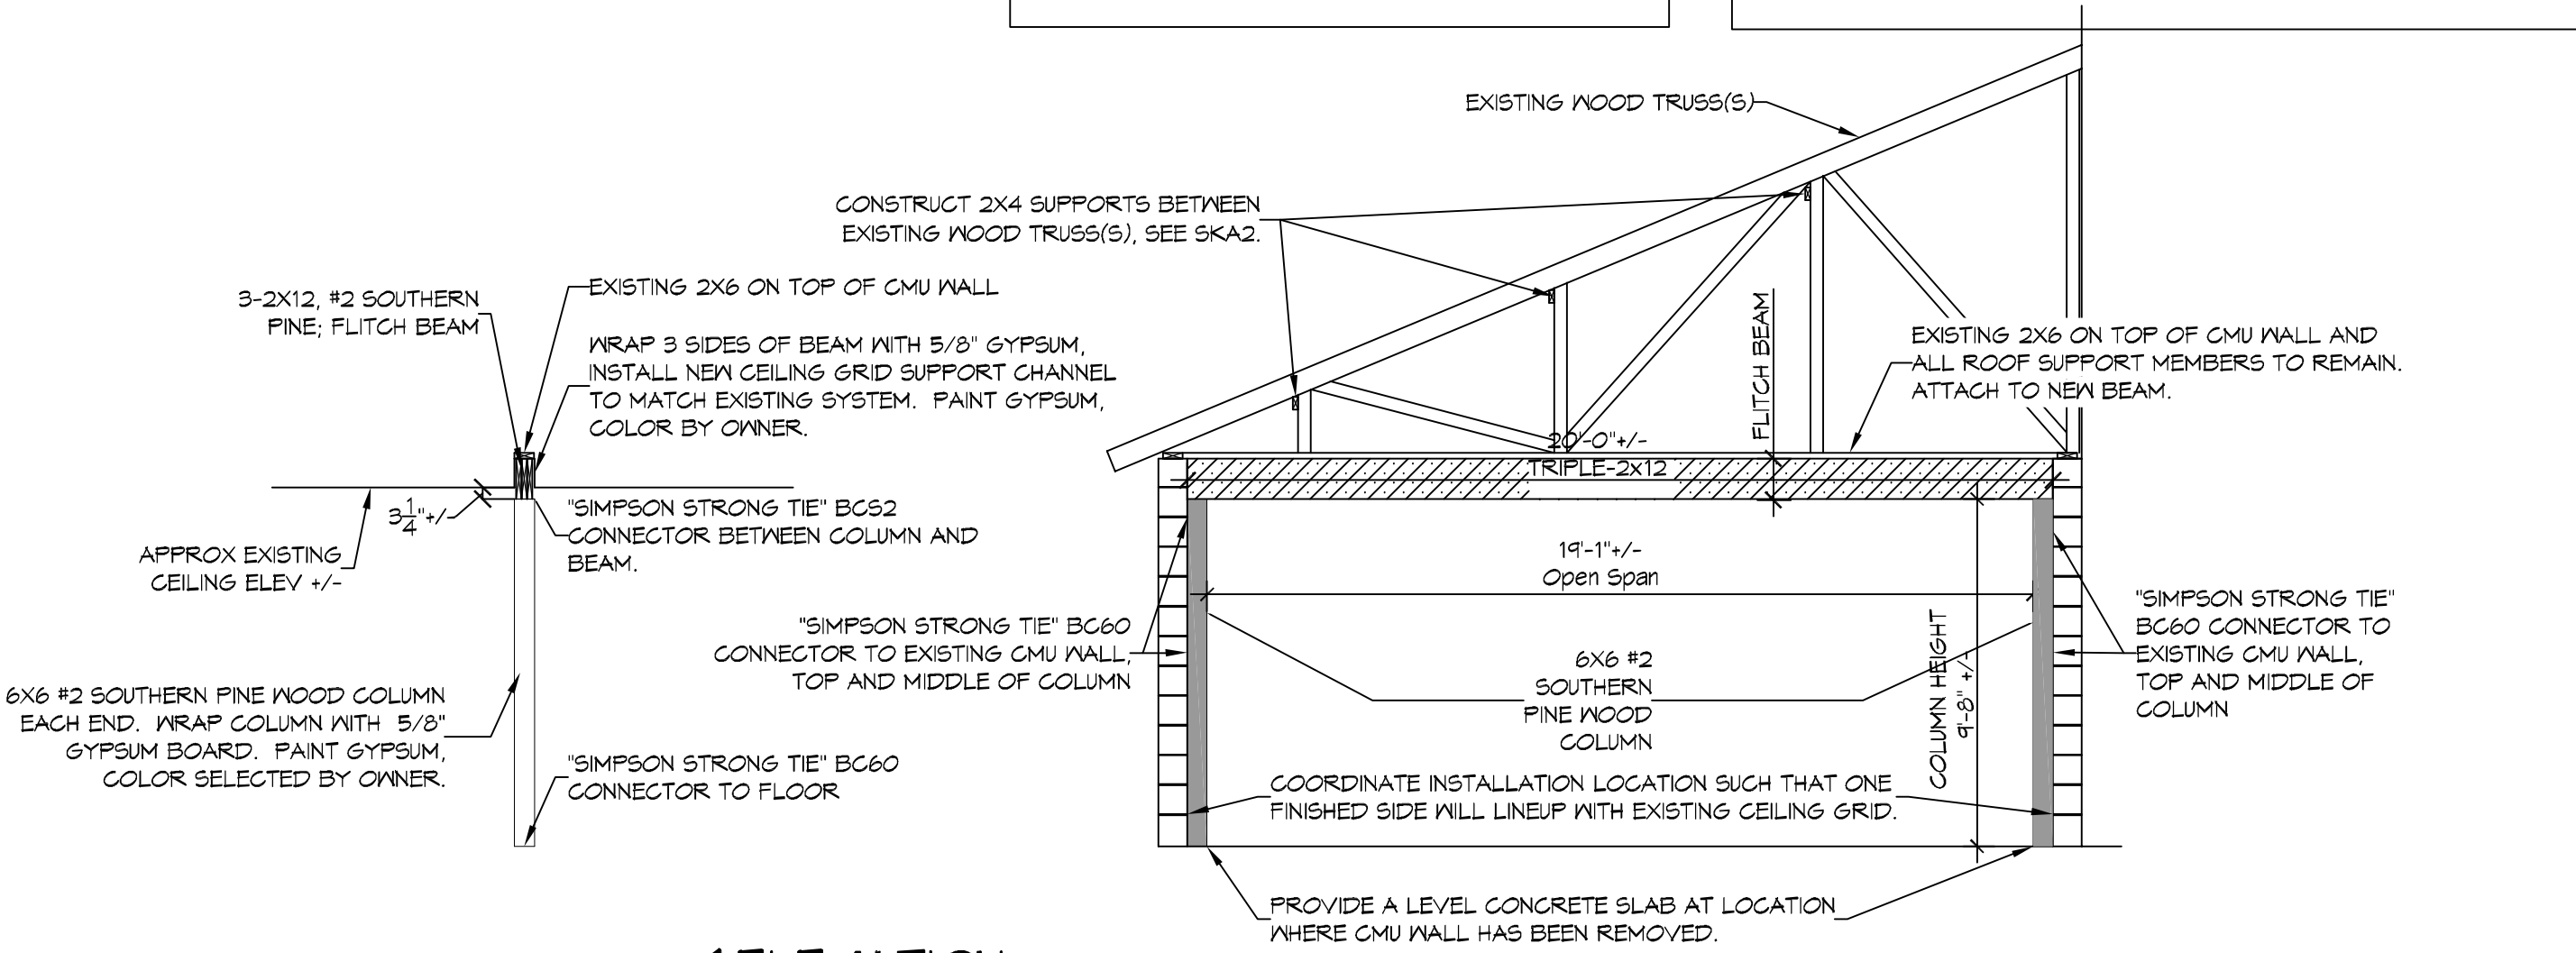 EXISTING WOOD TRUSS(S)
CONSTRUCT 2X4 SUPPORTS BETWEEN
EXISTING WOOD TRUSS(S), SEE SKA2.
3-2X12, #2 SOUTHERN
PINE; FLITCH BEAM
EXISTING 2X6 ON TOP OF CMU WALL
WRAP 3 SIDES OF BEAM WITH 5/8" GYPSUM,
INSTALL NEW CEILING GRID SUPPORT CHANNEL
TO MATCH EXISTING SYSTEM. PAINT GYPSUM,
COLOR BY OWNER.
3 1/4"+/-
"SIMPSON STRONG TIE" BCS2
CONNECTOR BETWEEN COLUMN AND
BEAM.
APPROX EXISTING
CEILING ELEV +/-
6X6 #2 SOUTHERN PINE WOOD COLUMN
EACH END. WRAP COLUMN WITH 5/8"
GYPSUM BOARD. PAINT GYPSUM,
COLOR SELECTED BY OWNER.
"SIMPSON STRONG TIE" BC60
CONNECTOR TO FLOOR
FLITCH BEAM
EXISTING 2X6 ON TOP OF CMU WALL AND
ALL ROOF SUPPORT MEMBERS TO REMAIN.
ATTACH TO NEW BEAM.
20'-0"+/-
TRIPLE-2x12
19'-1"+/-
Open Span
"SIMPSON STRONG TIE" BC60
CONNECTOR TO EXISTING CMU WALL,
TOP AND MIDDLE OF COLUMN
6X6 #2
SOUTHERN
PINE WOOD
COLUMN
COLUMN HEIGHT
9'-8" +/-
"SIMPSON STRONG TIE"
BC60 CONNECTOR TO
EXISTING CMU WALL,
TOP AND MIDDLE OF
COLUMN
COORDINATE INSTALLATION LOCATION SUCH THAT ONE
FINISHED SIDE WILL LINEUP WITH EXISTING CEILING GRID.
PROVIDE A LEVEL CONCRETE SLAB AT LOCATION
WHERE CMU WALL HAS BEEN REMOVED.